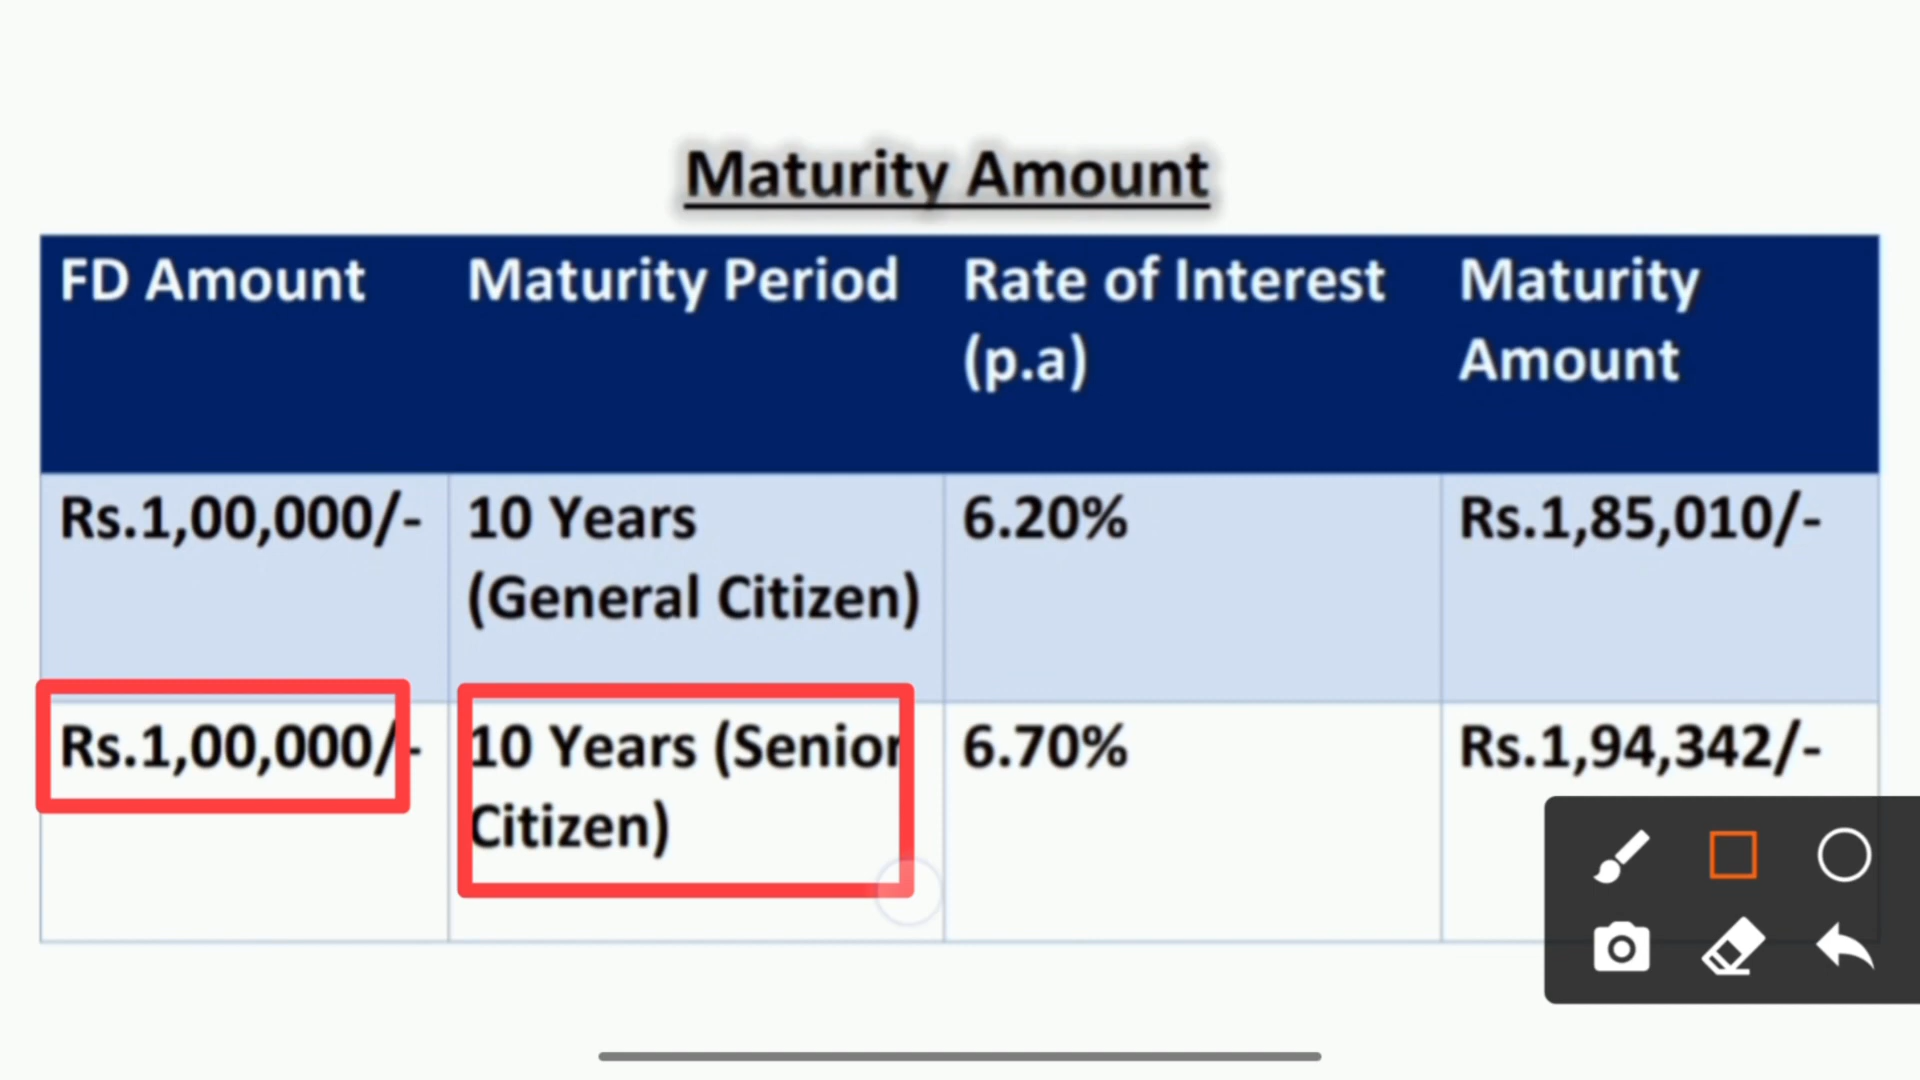 Maturity Amount
FD Amount Maturity Period Rate of Interest Maturity
(p.a) Amount
Rs.1,00,000/- 10 Years 6.20% Rs.1,85,010/-
(General Citizen)
Rs.1,00,000/- 10 Years (Senior 6.70% Rs.1,94,342/-
Citizen)